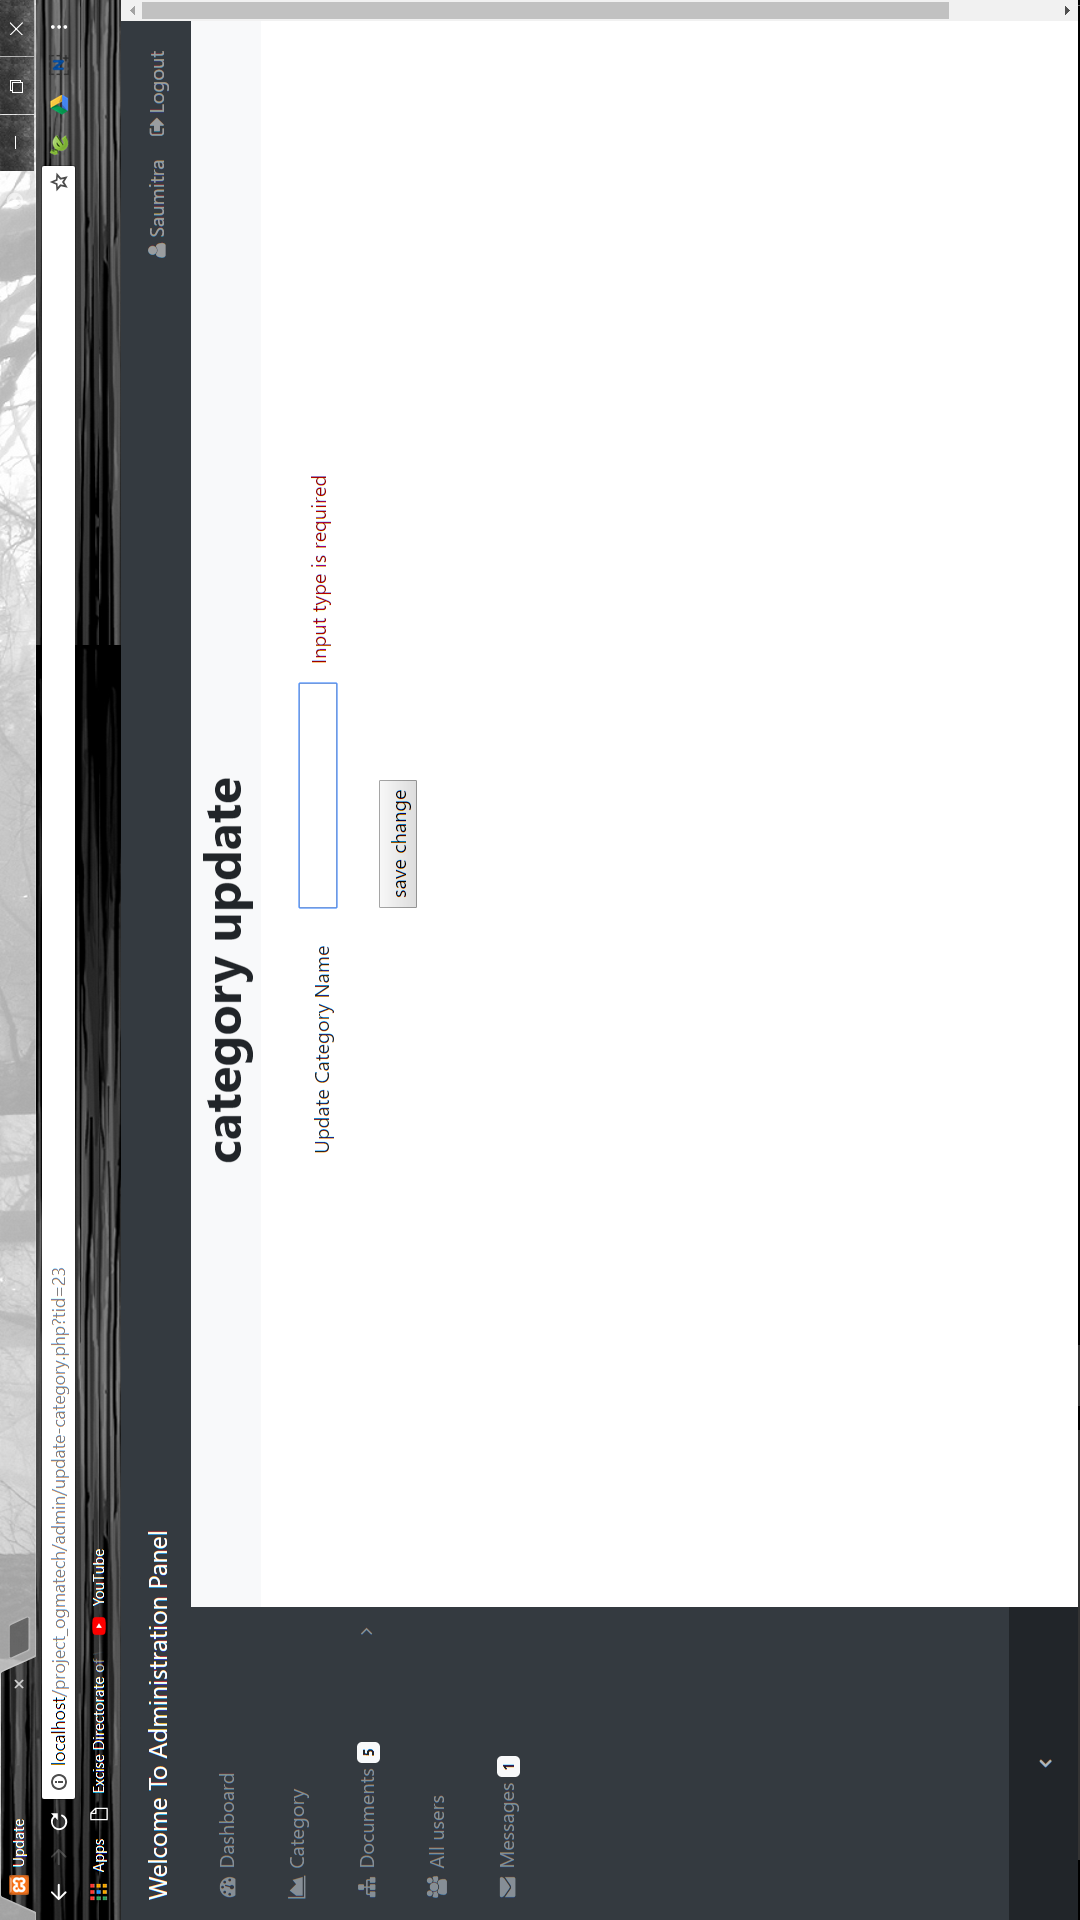 Update
localhost/project_ogmatech/admin/update-category.php?tid=23
Apps
Excise Directorate of
YouTube
Welcome To Administration Panel
Saumitra
Logout
Dashboard
Category
Documents 5
All users
Messages 1
category update
Update Category Name
Input type is required
save change